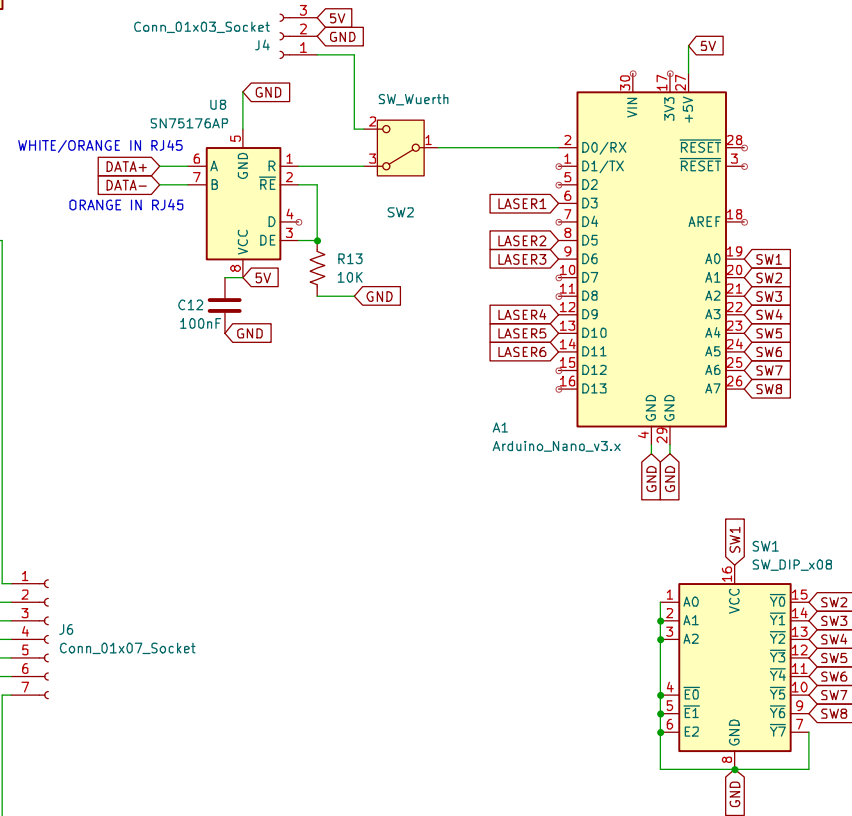 3
5V
Conn_01x03_Socket
2
GND
J4
1
5V
30
17
27
GND
U8
SN75176AP
SW_Wuerth
VIN
3V3
+5V
WHITE/ORANGE IN RJ45
5
GND
2
1
2
D0/RX
RESET
28
DATA+
6
A
R
1
3
1
D1/TX
RESET
3
DATA-
7
B
RE
2
5
D2
ORANGE IN RJ45
LASER1
6
D3
SW2
D
4
7
D4
AREF
18
VCC
DE
3
LASER2
8
D5
R13
10K
LASER3
9
D6
A0
19
SW1
8
5V
10
D7
A1
20
SW2
GND
11
D8
A2
21
SW3
C12
100nF
LASER4
12
D9
A3
22
SW4
GND
LASER5
13
D10
A4
23
SW5
LASER6
14
D11
A5
24
SW6
15
D12
A6
25
SW7
16
D13
A7
26
SW8
GND
GND
A1
4
29
Arduino_Nano_v3.x
GND
GND
SW1
SW1
SW_DIP_x08
16
1
2
3
4
5
6
7
J6
Conn_01x07_Socket
VCC
1
A0
Y0
15
SW2
2
A1
Y1
14
SW3
3
A2
Y2
13
SW4
Y3
12
SW5
Y4
11
SW6
4
E0
Y5
10
SW7
5
E1
Y6
9
SW8
6
E2
Y7
7
GND
8
GND